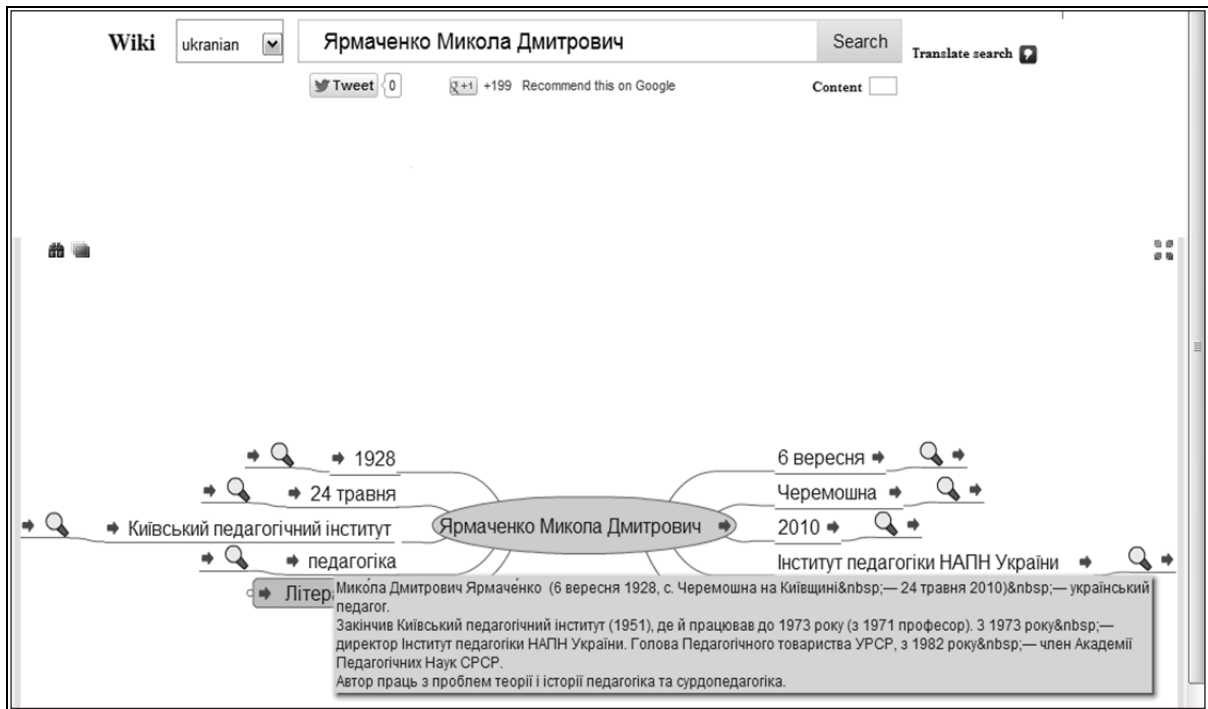 Wiki ukranian Ярмаченко Микола Дмитрович Search Translate search ?
Tweet 0 g+1 +199 Recommend this on Google Content
1928 6 вересня
24 травня Черемошна
Київський педагогічний інститут Ярмаченко Микола Дмитрович 2010
педагогіка Інститут педагогіки НАПН України
Літера
Мико́ла Дмитрович Ярмаче́нко (6 вересня 1928, с. Черемошна на Київщині&nbsp;— 24 травня 2010)&nbsp;— український
педагог.
Закінчив Київський педагогічний інститут (1951), де й працював до 1973 року (з 1971 професор). З 1973 року&nbsp;—
директор Інститут педагогіки НАПН України. Голова Педагогічного товариства УРСР, з 1982 року&nbsp;— член Академії
Педагогічних Наук СРСР.
Автор праць з проблем теорії і історії педагогіка та сурдопедагогіка.